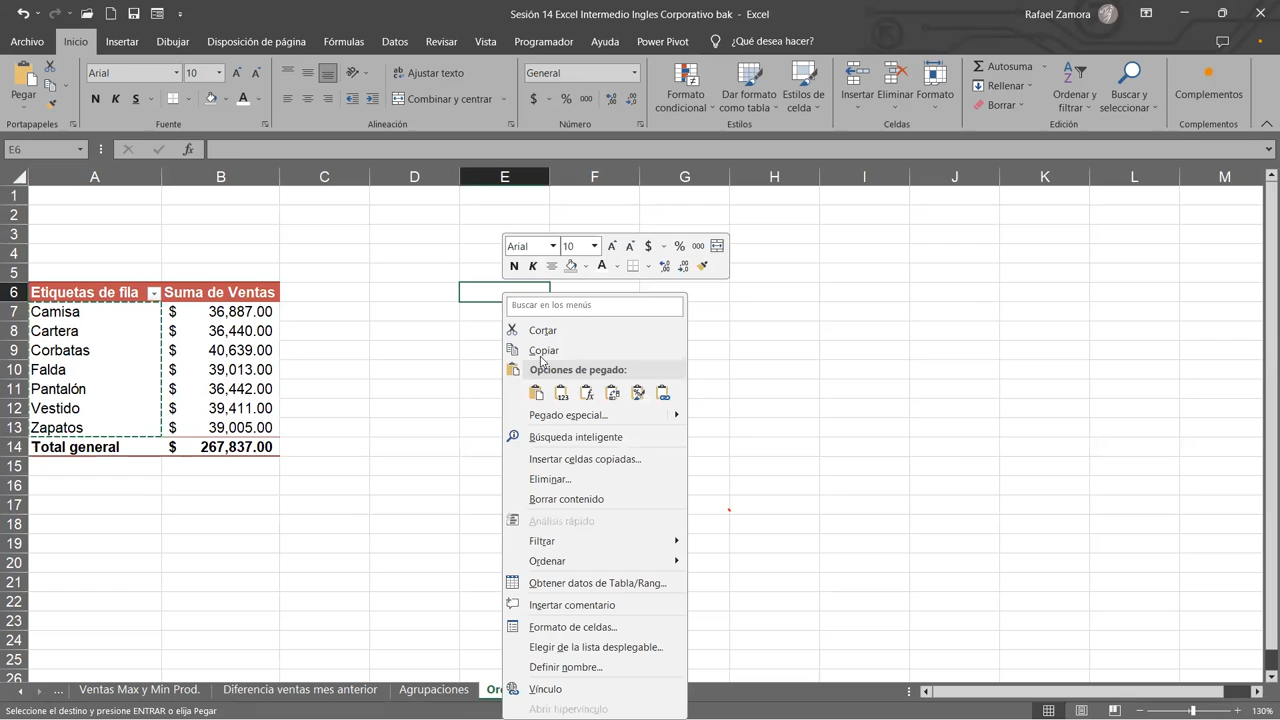 Sesión 14 Excel Intermedio Ingles Corporativo bak - Excel
Rafael Zamora
Archivo Inicio Insertar Dibujar Disposición de página Fórmulas Datos Revisar Vista Programador Ayuda Power Pivot ¿Qué desea hacer?
Pegar
Arial 10
N K S
Ajustar texto
Combinar y centrar
General
$ % 000
Formato condicional
Dar formato como tabla
Estilos de celda
Insertar Eliminar Formato
Autosuma
Rellenar
Borrar
Ordenar y filtrar
Buscar y seleccionar
Complementos
Portapapeles Fuente Alineación Número Estilos Celdas Edición Complementos
E6
fx
A B C D E F G H I J K L M
1
2
3
4
5
6 Etiquetas de fila Suma de Ventas
7 Camisa $ 36,887.00
8 Cartera $ 36,440.00
9 Corbatas $ 40,639.00
10 Falda $ 39,013.00
11 Pantalón $ 36,442.00
12 Vestido $ 39,411.00
13 Zapatos $ 39,005.00
14 Total general $ 267,837.00
15
16
17
18
19
20
21
22
23
24
25
26
Arial 10 A A $ % 000
N K A
Buscar en los menús
Cortar
Copiar
Opciones de pegado:
Pegado especial...
Búsqueda inteligente
Insertar celdas copiadas...
Eliminar...
Borrar contenido
Análisis rápido
Filtrar
Ordenar
Obtener datos de Tabla/Rang...
Insertar comentario
Formato de celdas...
Elegir de la lista desplegable...
Definir nombre...
Vínculo
Abrir hipervínculo
... Ventas Max y Min Prod. Diferencia ventas mes anterior Agrupaciones
Seleccione el destino y presione ENTRAR o elija Pegar
130%